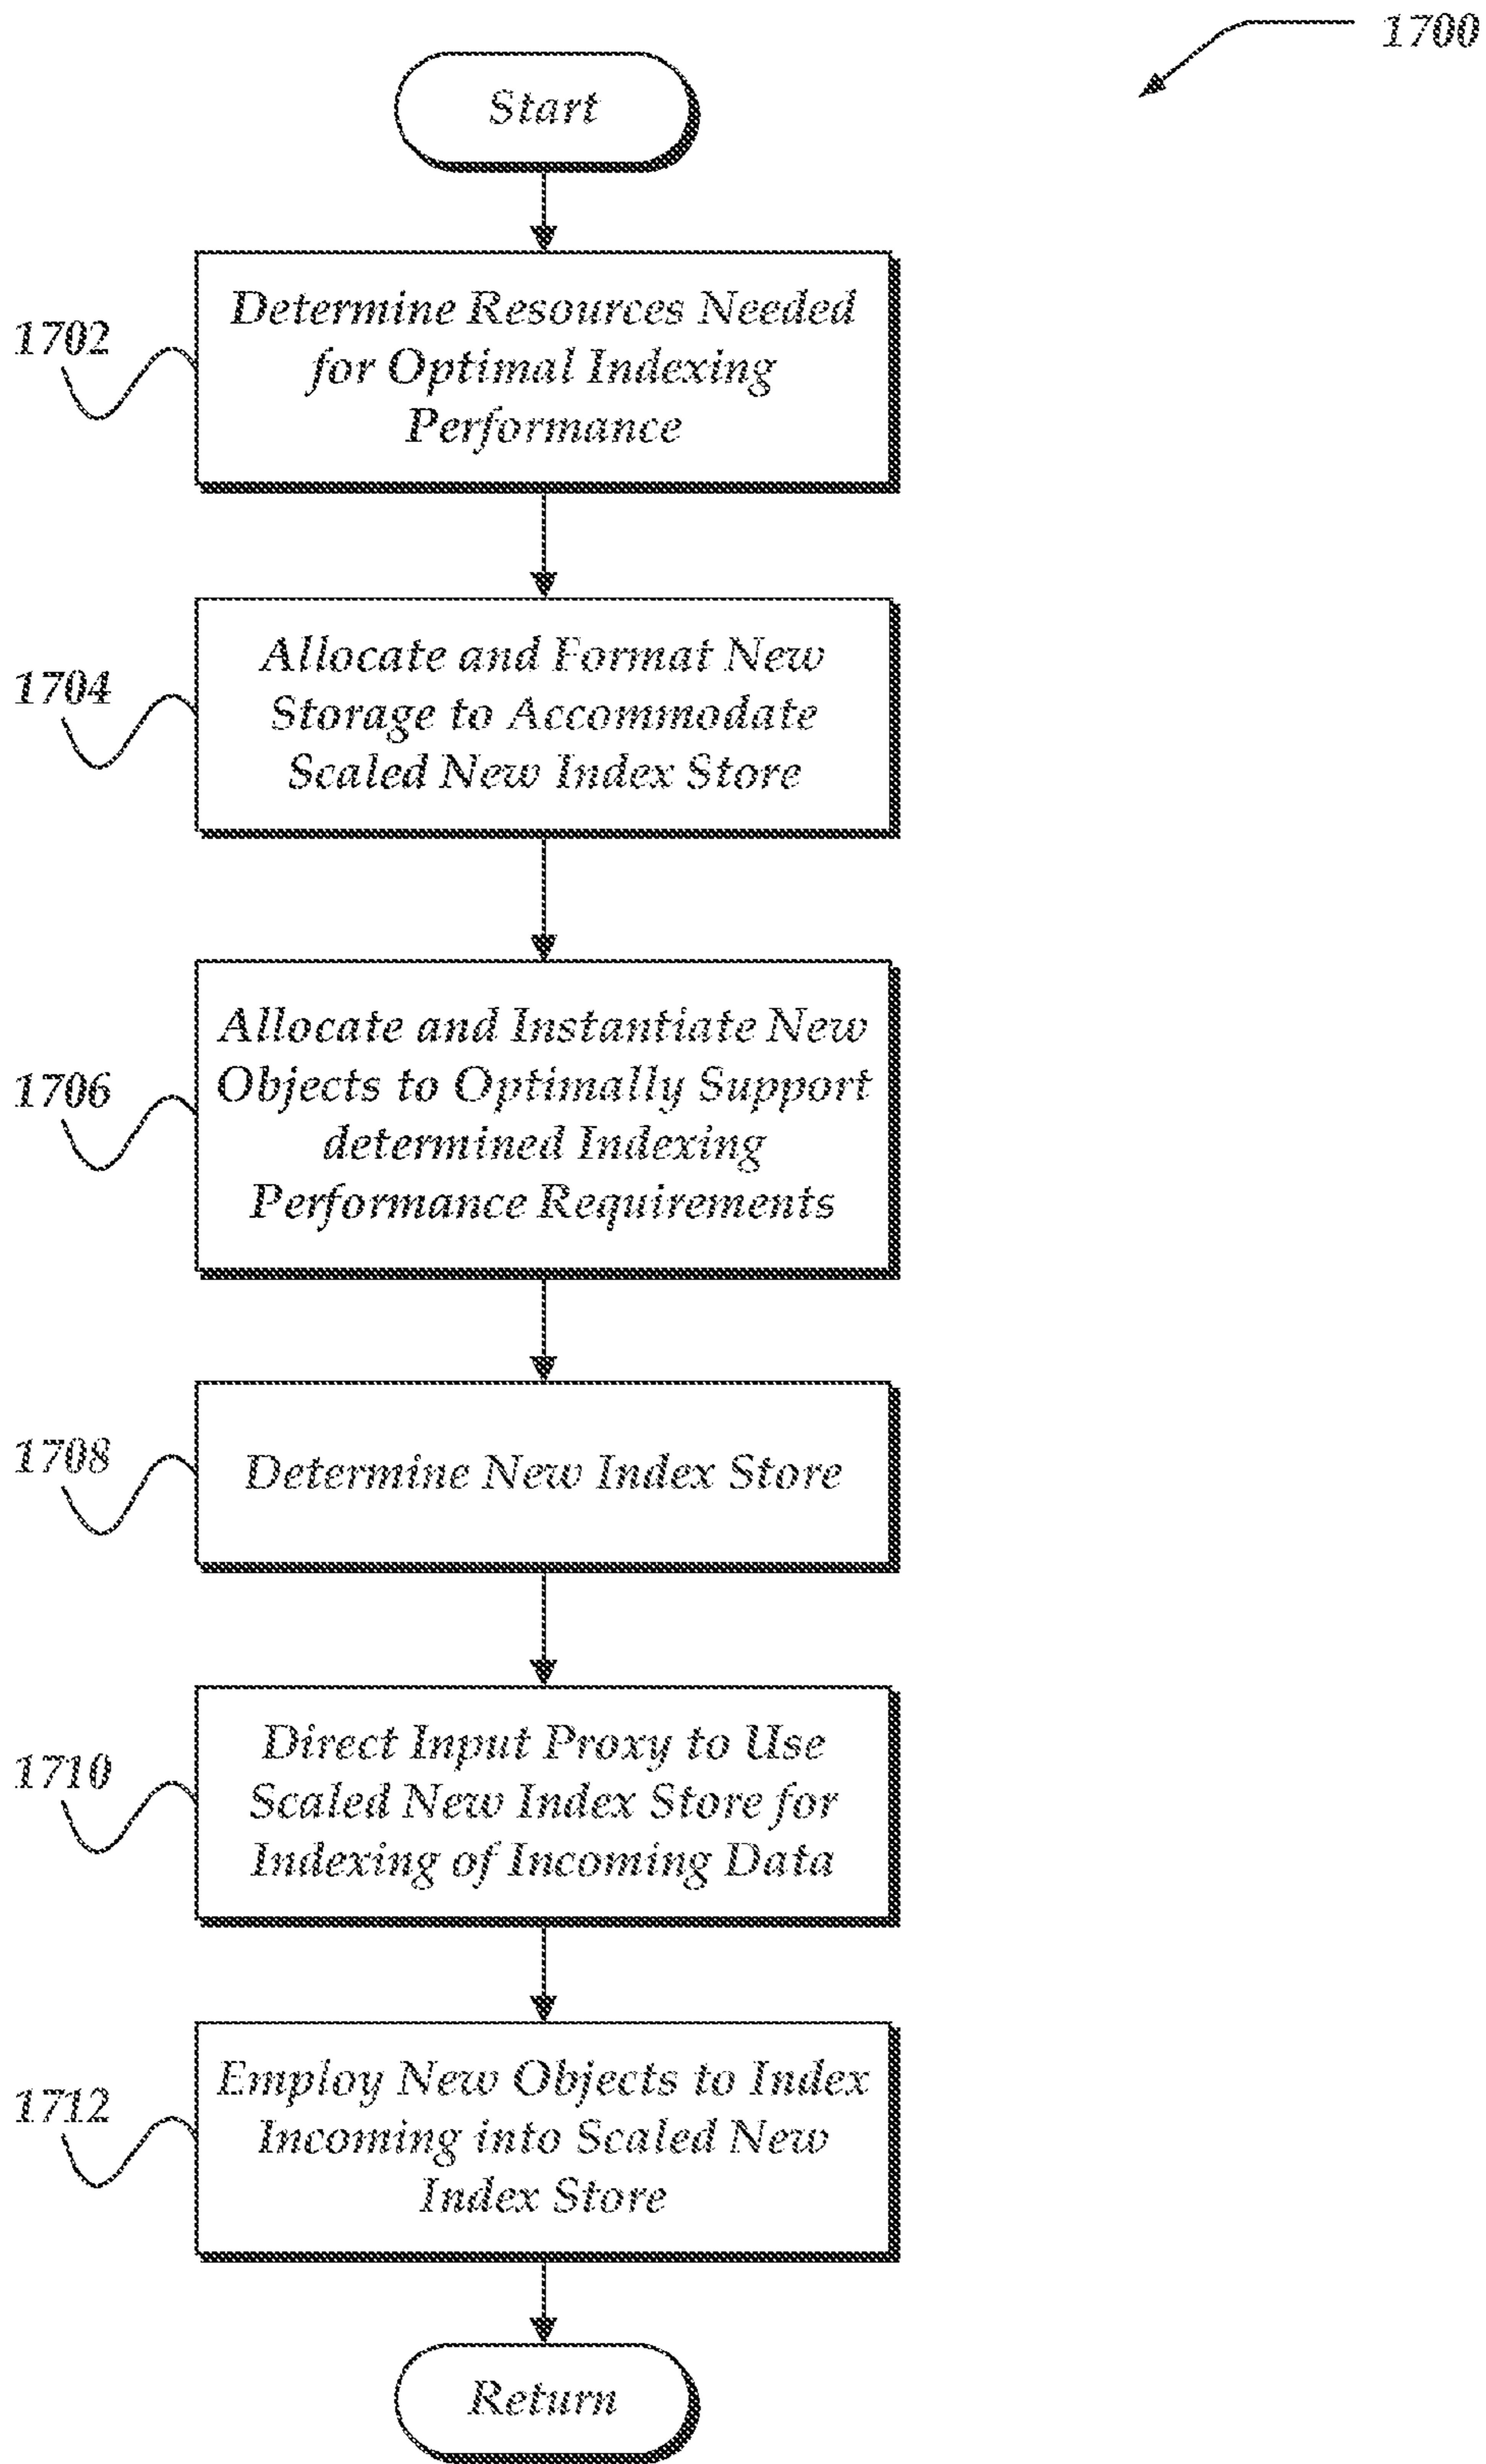 1700
Start
1702
Determine Resources Needed
for Optimal Indexing
Performance
1704
Allocate and Format New
Storage to Accommodate
Scaled New Index Store
1706
Allocate and Instantiate New
Objects to Optimally Support
determined Indexing
Performance Requirements
1708
Determine New Index Store
1710
Direct Input Proxy to Use
Scaled New Index Store for
Indexing of Incoming Data
1712
Employ New Objects to Index
Incoming into Scaled New
Index Store
Return